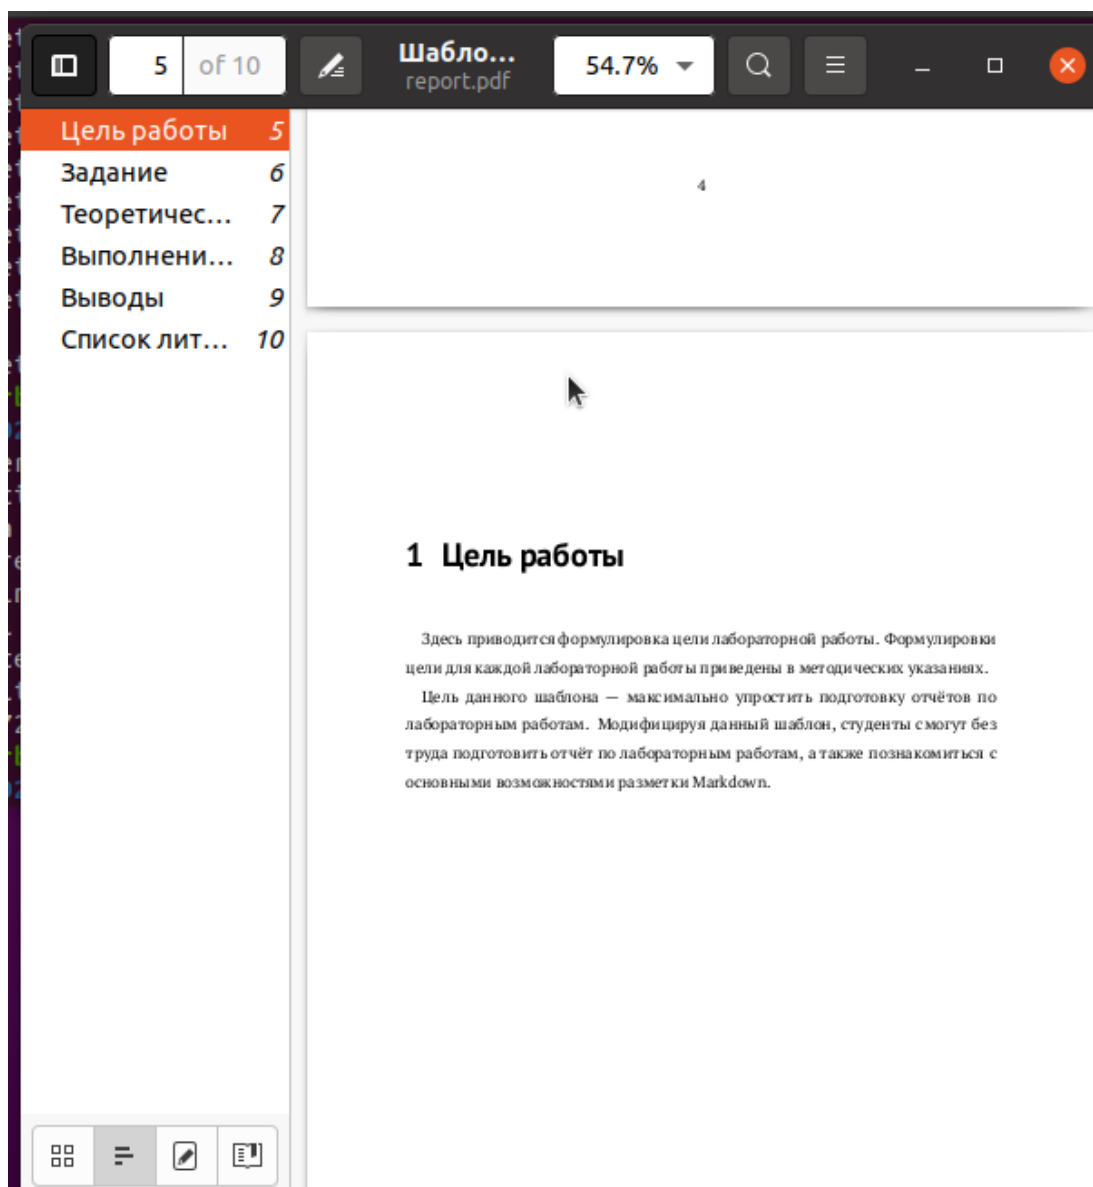 5 of 10
Шабло...
report.pdf
54.7%
Цель работы 5
Задание 6
Теоретичес... 7
Выполнени... 8
Выводы 9
Список лит... 10
4
1 Цель работы
Здесь приводится формулировка цели лабораторной работы. Формулировки
цели для каждой лабораторной работы приведены в методических указаниях.
Цель данного шаблона — максимально упростить подготовку отчётов по
лабораторным работам. Модифицируя данный шаблон, студенты смогут без
труда подготовить отчёт по лабораторным работам, а также познакомиться с
основными возможностями разметки Markdown.